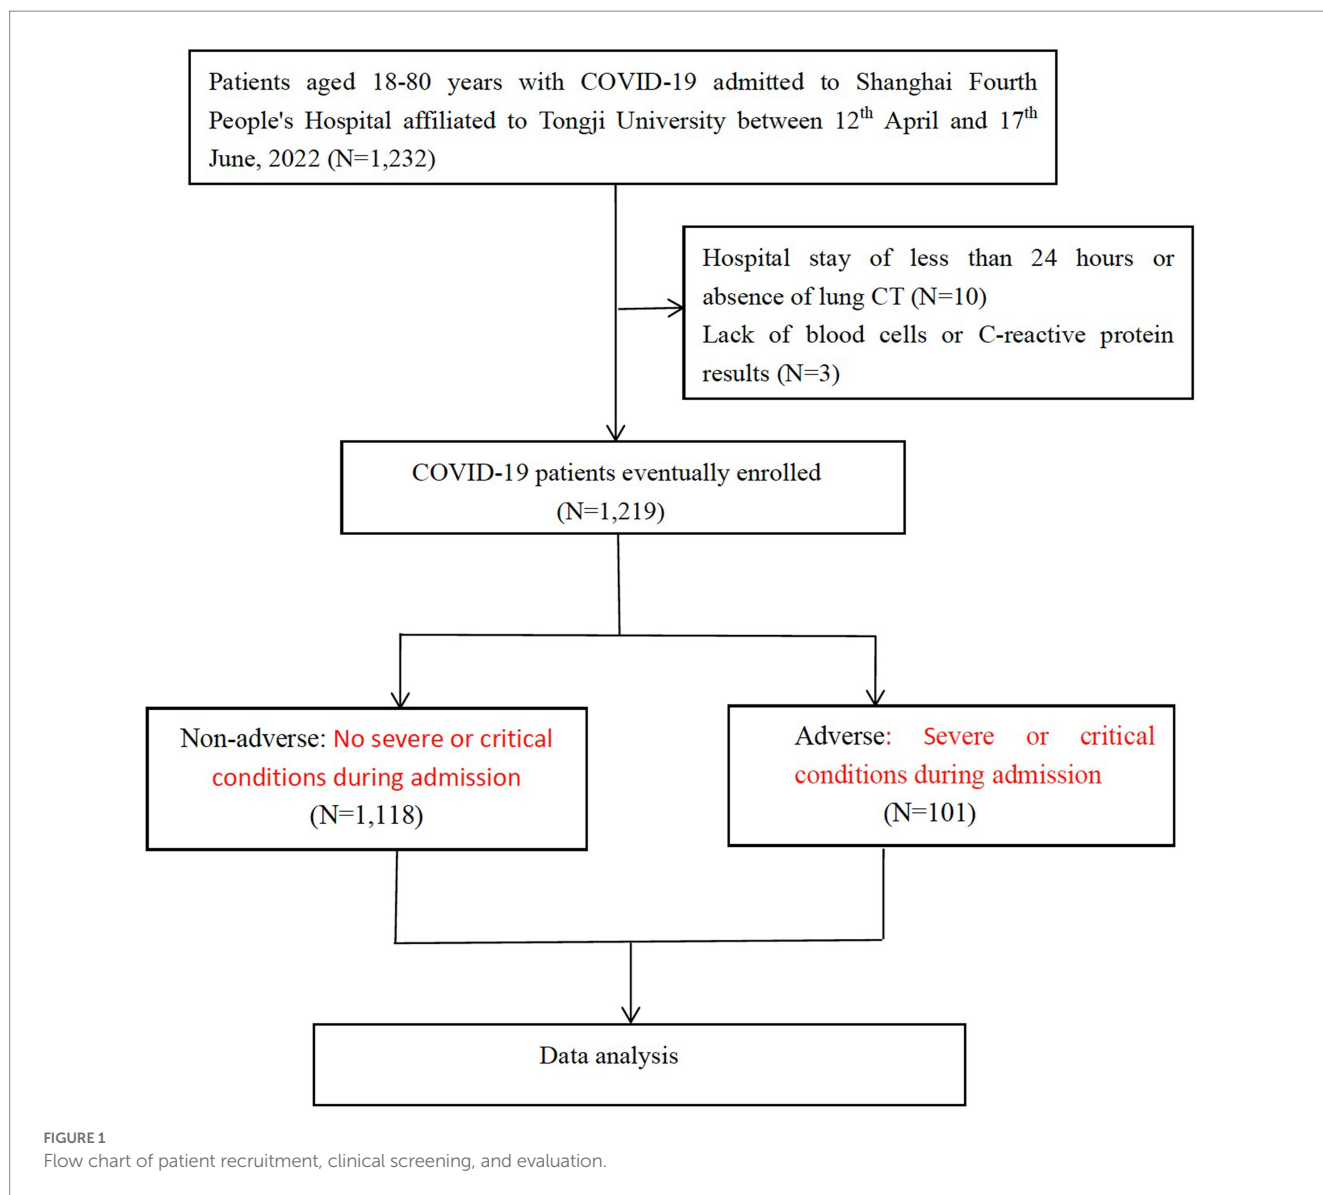 Patients aged 18-80 years with COVID-19 admitted to Shanghai Fourth
People's Hospital affiliated to Tongji University between 12th April and 17th
June, 2022 (N=1,232)
Hospital stay of less than 24 hours or
absence of lung CT (N=10)
Lack of blood cells or C-reactive protein
results (N=3)
COVID-19 patients eventually enrolled
(N=1,219)
Non-adverse: No severe or critical
conditions during admission
(N=1,118)
Adverse: Severe or critical
conditions during admission
(N=101)
Data analysis
FIGURE 1
Flow chart of patient recruitment, clinical screening, and evaluation.